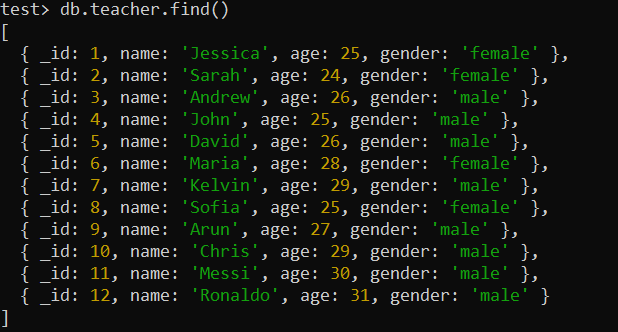 test> db.teacher.find()
[
  { _id: 1, name: 'Jessica', age: 25, gender: 'female' },
  { _id: 2, name: 'Sarah', age: 24, gender: 'female' },
  { _id: 3, name: 'Andrew', age: 26, gender: 'male' },
  { _id: 4, name: 'John', age: 25, gender: 'male' },
  { _id: 5, name: 'David', age: 26, gender: 'male' },
  { _id: 6, name: 'Maria', age: 28, gender: 'female' },
  { _id: 7, name: 'Kelvin', age: 29, gender: 'male' },
  { _id: 8, name: 'Sofia', age: 25, gender: 'female' },
  { _id: 9, name: 'Arun', age: 27, gender: 'male' },
  { _id: 10, name: 'Chris', age: 29, gender: 'male' },
  { _id: 11, name: 'Messi', age: 30, gender: 'male' },
  { _id: 12, name: 'Ronaldo', age: 31, gender: 'male' }
]